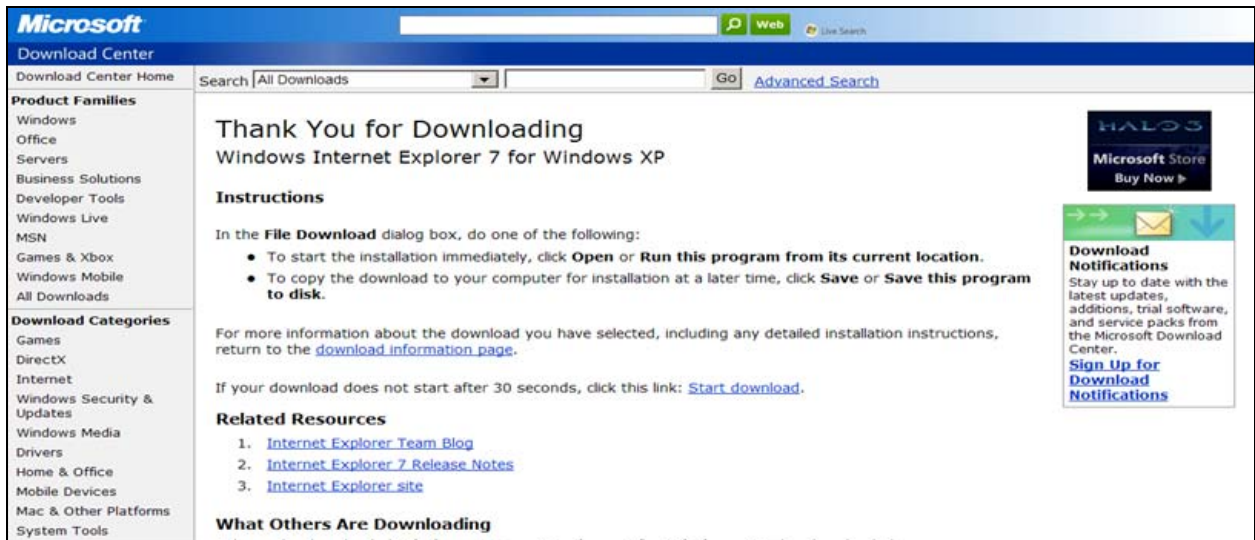 Microsoft
Web
Live Search
Download Center
Download Center Home
Search All Downloads
Go
Advanced Search
Product Families
Windows
Office
Servers
Business Solutions
Developer Tools
Windows Live
MSN
Games & Xbox
Windows Mobile
All Downloads
Download Categories
Games
DirectX
Internet
Windows Security &
Updates
Windows Media
Drivers
Home & Office
Mobile Devices
Mac & Other Platforms
System Tools
Thank You for Downloading
Windows Internet Explorer 7 for Windows XP
Instructions
In the File Download dialog box, do one of the following:
• To start the installation immediately, click Open or Run this program from its current location.
• To copy the download to your computer for installation at a later time, click Save or Save this program
to disk.
For more information about the download you have selected, including any detailed installation instructions,
return to the download information page.
If your download does not start after 30 seconds, click this link: Start download.
Related Resources
1. Internet Explorer Team Blog
2. Internet Explorer 7 Release Notes
3. Internet Explorer site
What Others Are Downloading
HALO 3
Microsoft Store
Buy Now
Download
Notifications
Stay up to date with the
latest updates,
additions, trial software,
and service packs from
the Microsoft Download
Center.
Sign Up for
Download
Notifications